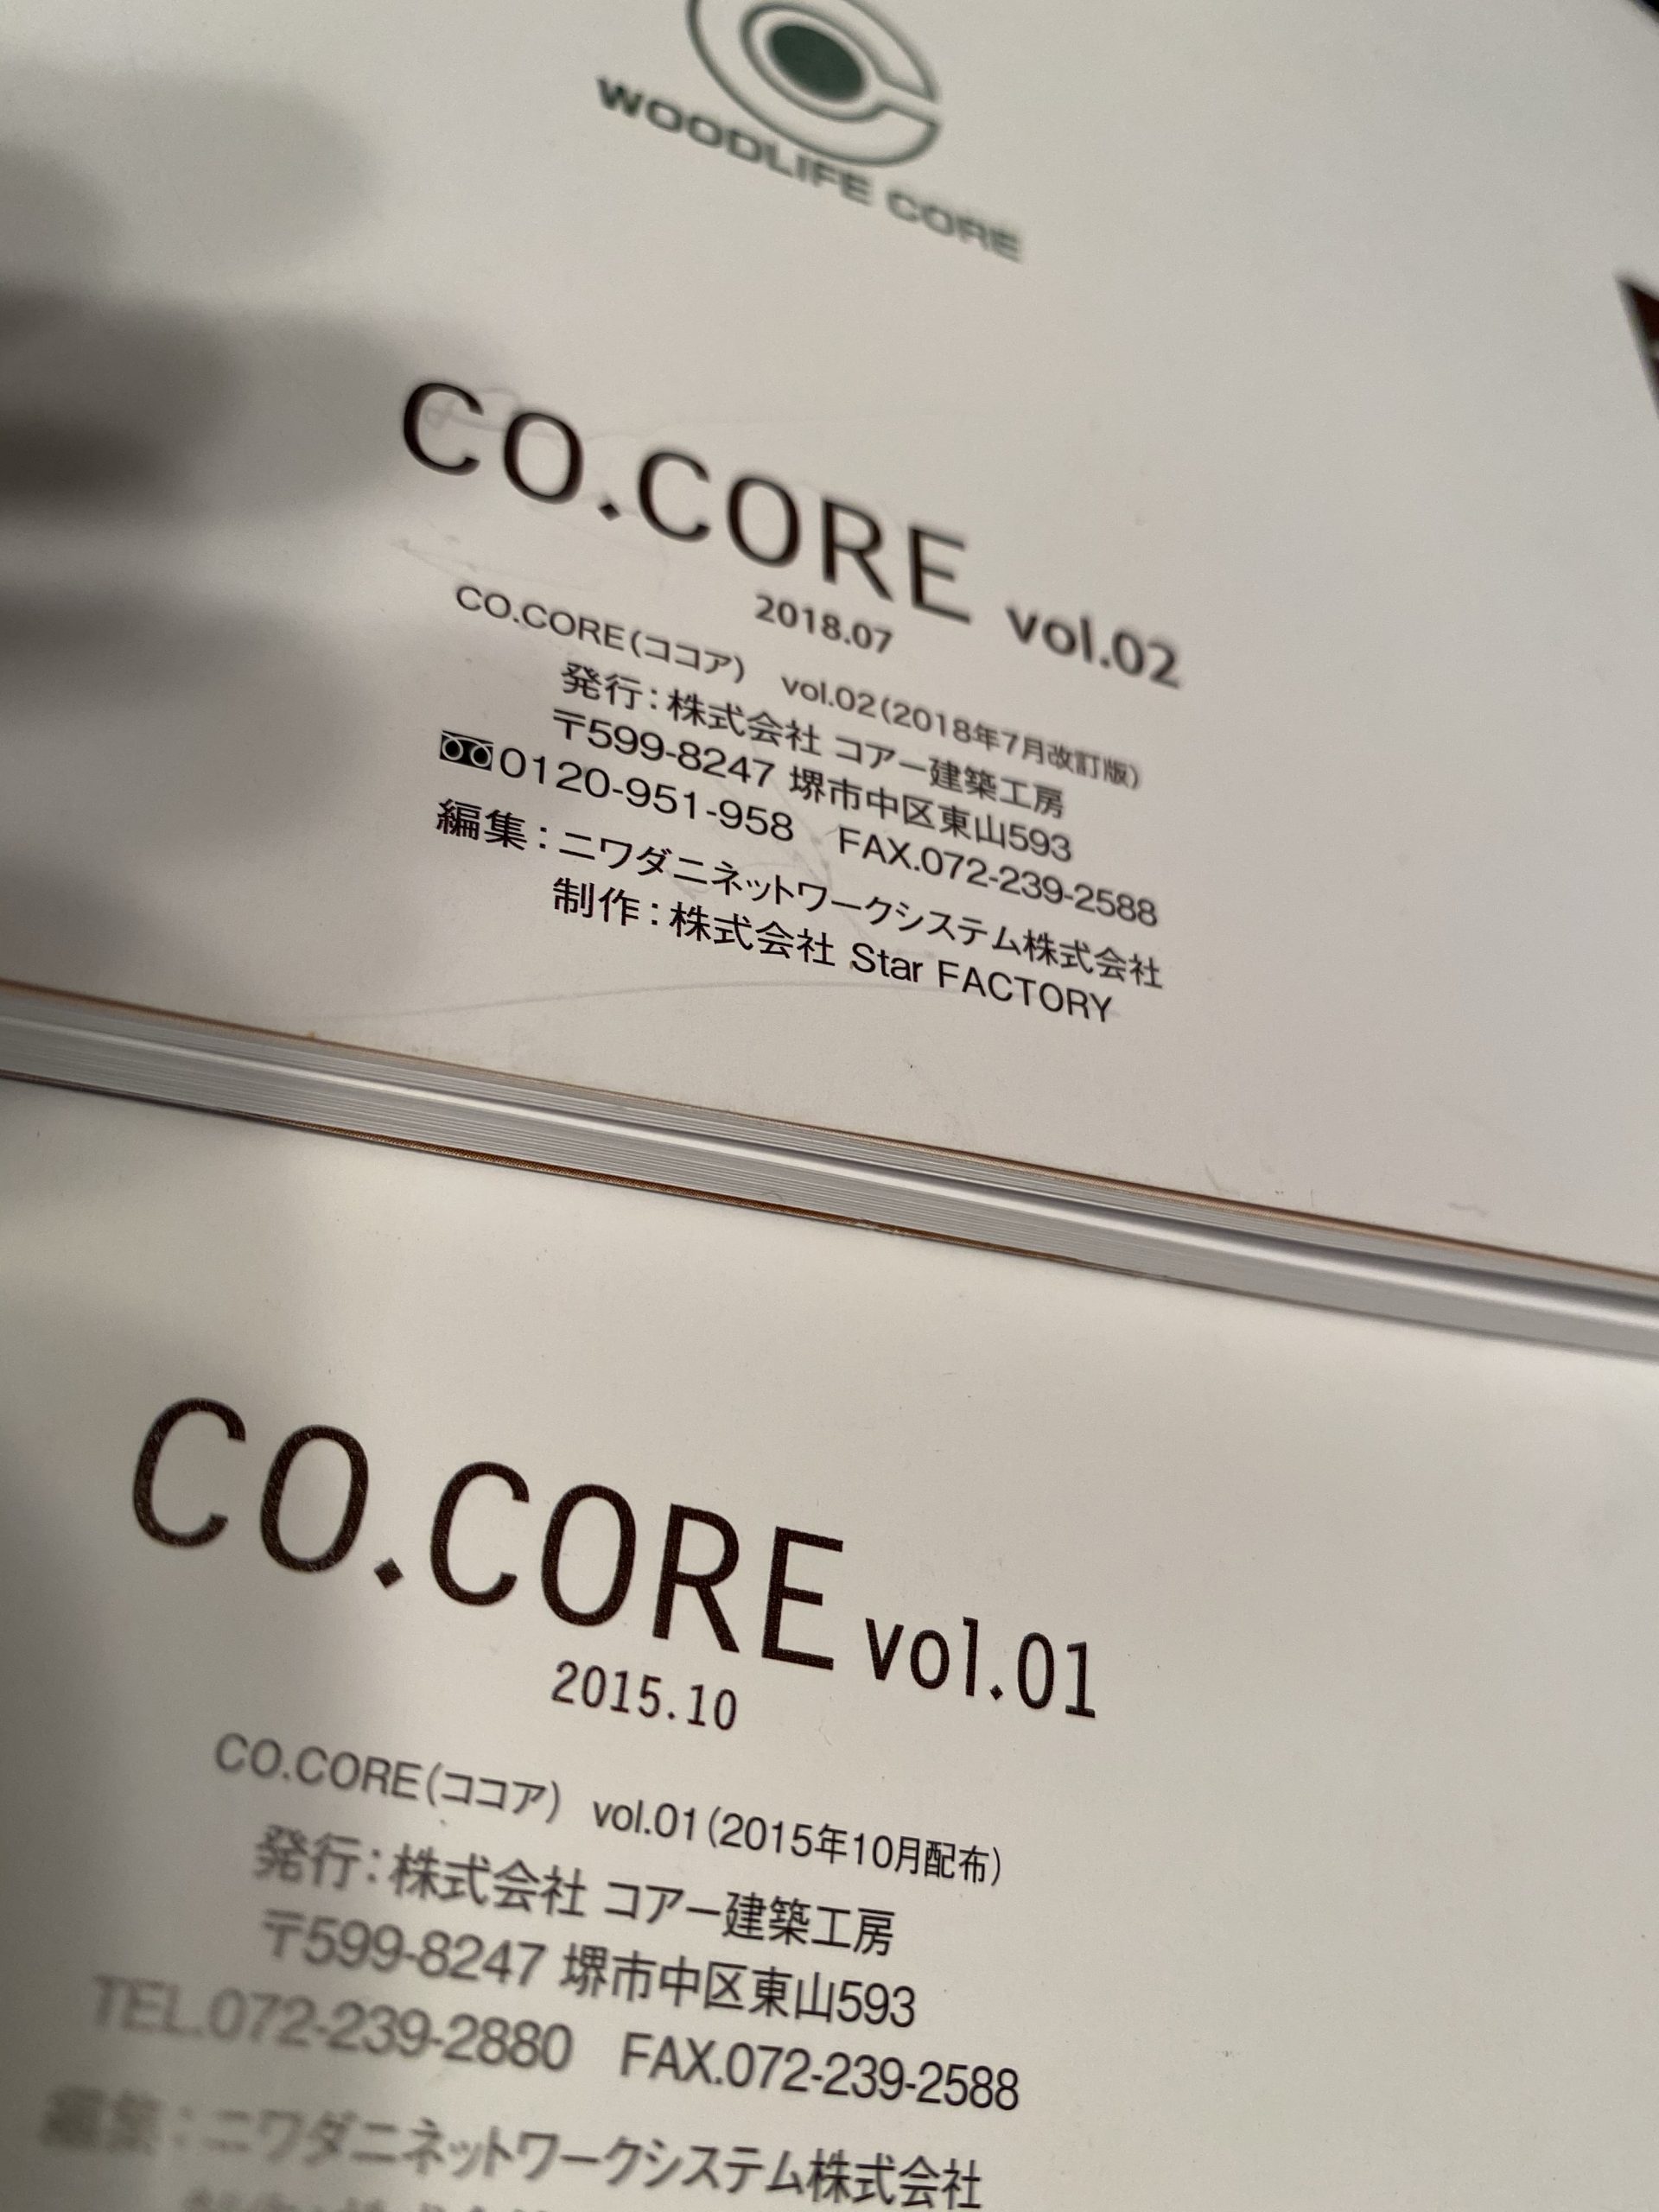 WOODLIFE CORE
CO.CORE vol.02
2018.07
CO.CORE(ココア) vol.02(2018年7月改訂版)
発行:株式会社 コアー建築工房
〒599-8247 堺市中区東山593
0120-951-958 FAX.072-239-2588
編集:ニワダニネットワークシステム株式会社
制作:株式会社 Star FACTORY
CO.CORE vol.01
2015.10
CO.CORE(ココア) vol.01(2015年10月配布)
発行:株式会社 コアー建築工房
〒599-8247 堺市中区東山593
TEL.072-239-2880 FAX.072-239-2588
編集:ニワダニネットワークシステム株式会社